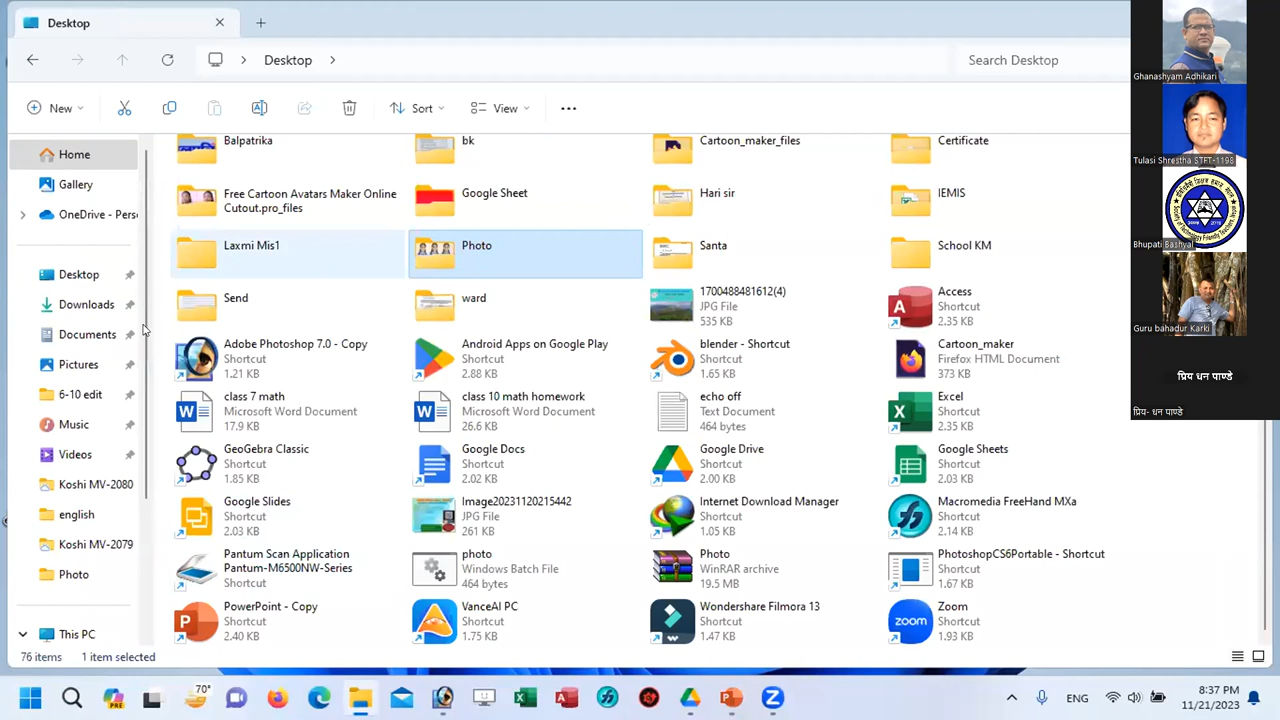 Desktop
Desktop
Search Desktop
New
Sort
View
Home
Gallery
OneDrive - Pers
Desktop
Downloads
Documents
Pictures
6-10 edit
Music
Videos
Koshi MV-2080
english
Koshi MV-2079
Photo
This PC
Balpatrika
bk
Cartoon_maker_files
Certificate
Free Cartoon Avatars Maker Online
Cutout.pro_files
Google Sheet
Hari sir
IEMIS
Laxmi Mis1
Photo
Santa
School KM
Send
ward
1700488481612(4)
JPG File
535 KB
Access
Shortcut
2.35 KB
Adobe Photoshop 7.0 - Copy
Shortcut
1.21 KB
Android Apps on Google Play
Shortcut
2.88 KB
blender - Shortcut
Shortcut
1.65 KB
Cartoon_maker
Firefox HTML Document
373 KB
class 7 math
Microsoft Word Document
17.9 KB
class 10 math homework
Microsoft Word Document
26.6 KB
echo off
Text Document
464 bytes
Excel
Shortcut
2.35 KB
GeoGebra Classic
Shortcut
1.85 KB
Google Docs
Shortcut
2.02 KB
Google Drive
Shortcut
2.00 KB
Google Sheets
Shortcut
2.03 KB
Google Slides
Shortcut
2.03 KB
Image20231120215442
JPG File
261 KB
Internet Download Manager
Shortcut
1.05 KB
Macromedia FreeHand MXa
Shortcut
2.14 KB
Pantum Scan Application
Pantum-M6500NW-Series
Shortcut
photo
Windows Batch File
464 bytes
Photo
WinRAR archive
19.5 MB
PhotoshopCS6Portable - Shortcut
Shortcut
1.67 KB
PowerPoint - Copy
Shortcut
2.40 KB
VanceAI PC
Shortcut
1.75 KB
Wondershare Filmora 13
Shortcut
1.47 KB
zoom
Zoom
Shortcut
1.93 KB
76 items
1 item selected
Ghanashyam Adhikari
Tulasi Shrestha STFT-1198
Bhupati Bashyal
Guru bahadur Karki
प्रिय धन पाण्डे
प्रिय- धन पाण्डे
PRE
70°
ENG
8:37 PM
11/21/2023